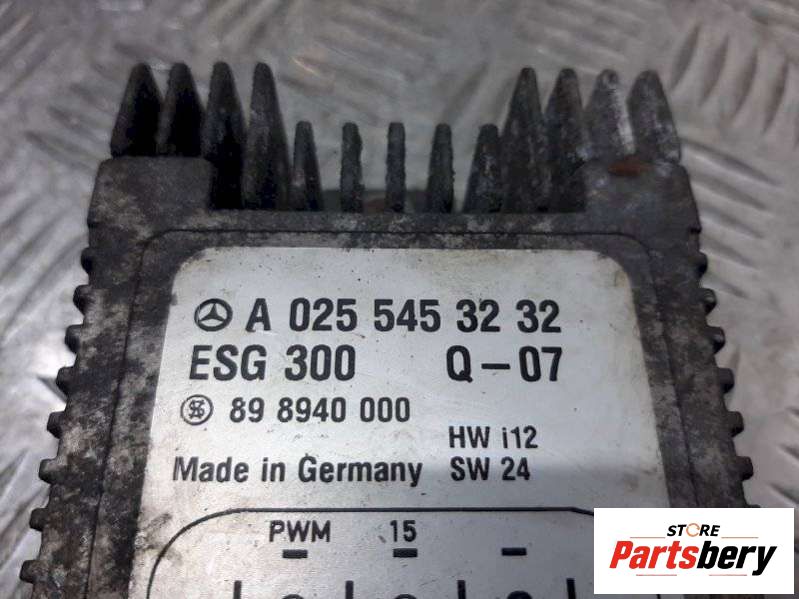 A 025 545 32 32
ESG 300 Q-07
89 8940 000
HW i12
Made in Germany SW 24
PWM 15
STORE
Partsbery